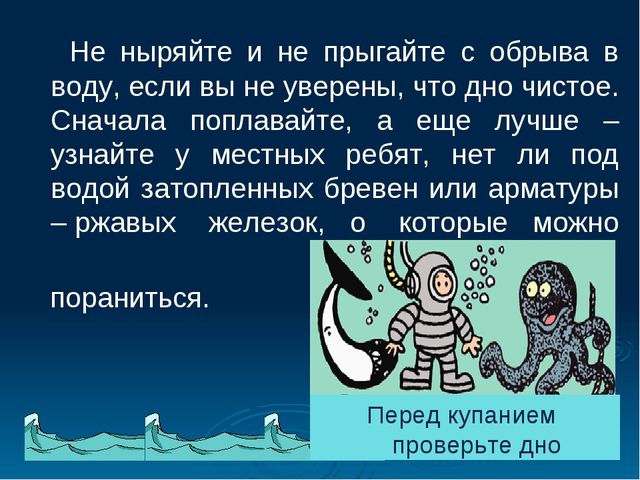 Не ныряйте и не прыгайте с обрыва в
воду, если вы не уверены, что дно чистое.
Сначала поплавайте, а еще лучше –
узнайте у местных ребят, нет ли под
водой затопленных бревен или арматуры
– ржавых железок, о которые можно
пораниться.
Перед купанием
проверьте дно